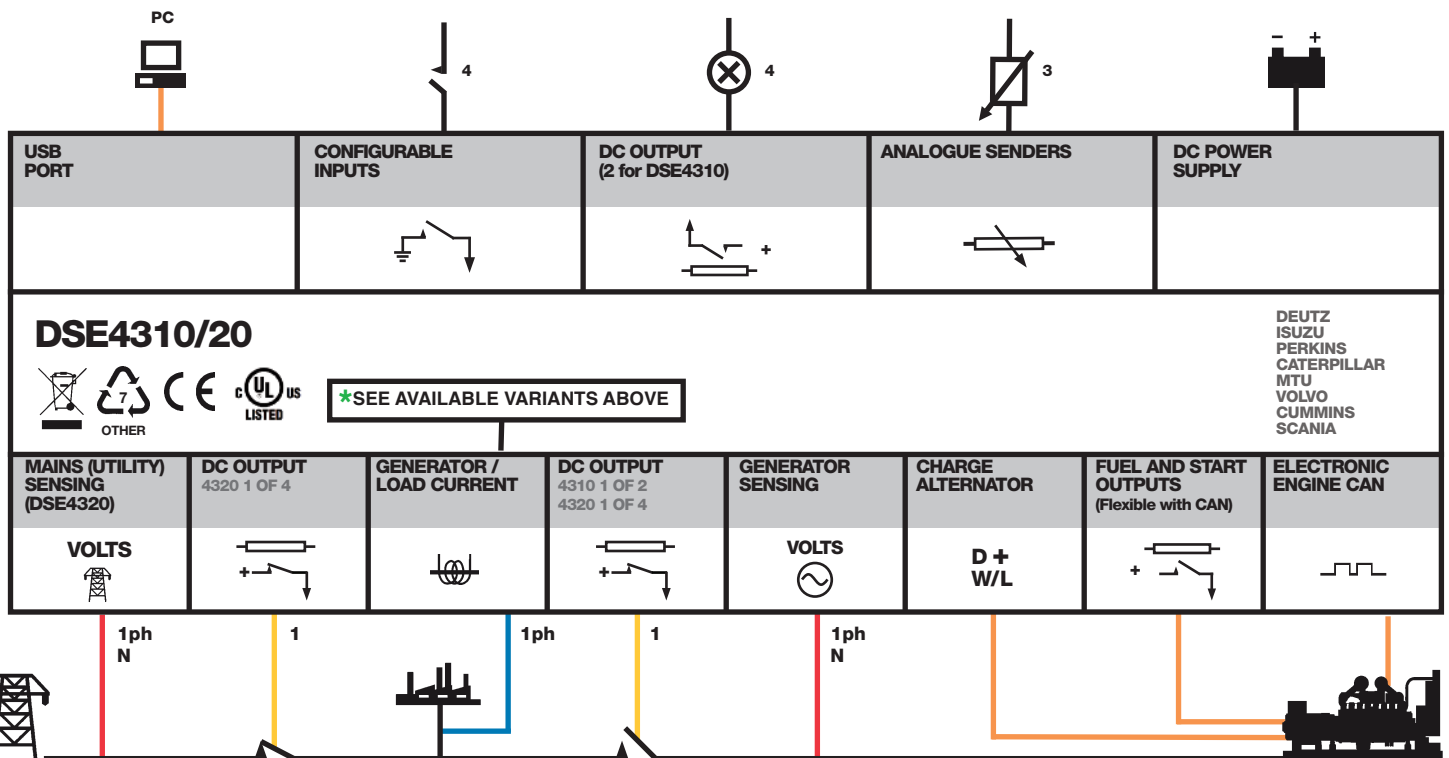 PC
4
4
3
- +
USB
PORT
CONFIGURABLE
INPUTS
DC OUTPUT
(2 for DSE4310)
ANALOGUE SENDERS
DC POWER
SUPPLY
+
DSE4310/20
7
OTHER
CE
C UL US
LISTED
*SEE AVAILABLE VARIANTS ABOVE
DEUTZ
ISUZU
PERKINS
CATERPILLAR
MTU
VOLVO
CUMMINS
SCANIA
MAINS (UTILITY)
SENSING
(DSE4320)
DC OUTPUT
4320 1 OF 4
GENERATOR /
LOAD CURRENT
DC OUTPUT
4310 1 OF 2
4320 1 OF 4
GENERATOR
SENSING
CHARGE
ALTERNATOR
FUEL AND START
OUTPUTS
(Flexible with CAN)
ELECTRONIC
ENGINE CAN
VOLTS
+
+
VOLTS
D +
W/L
+
1ph
N
1
1ph
1
1ph
N